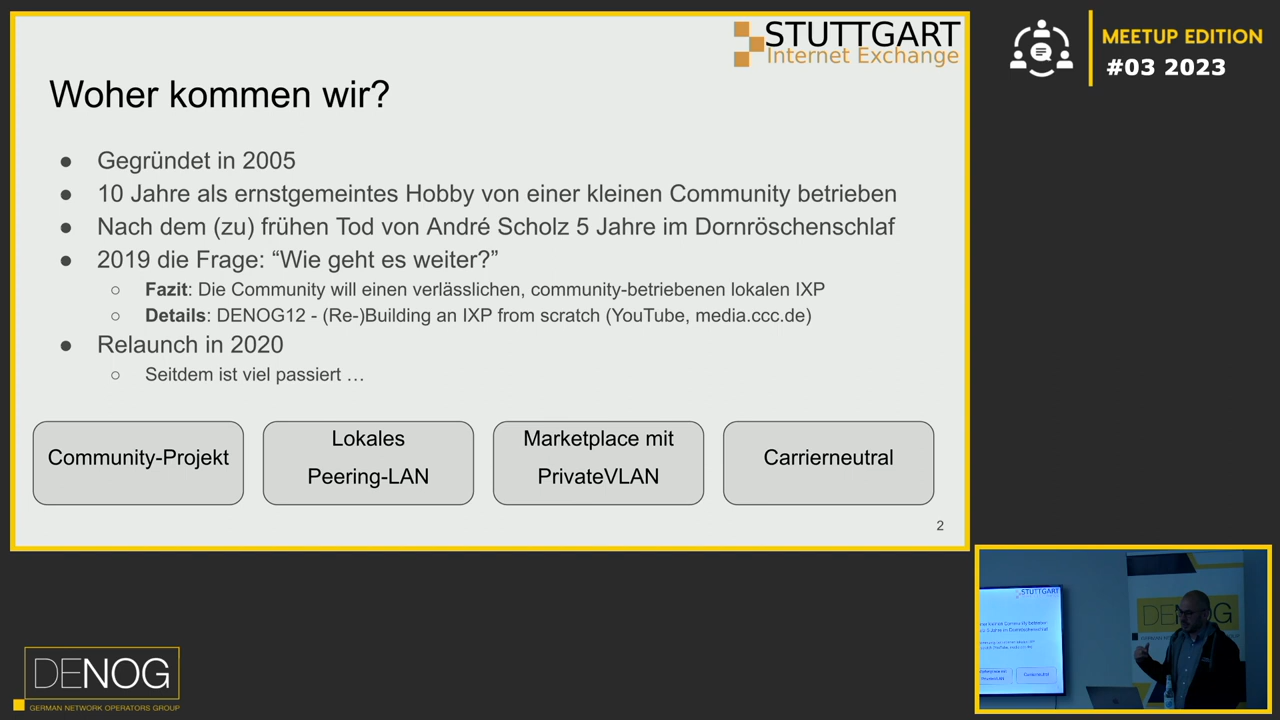 STUTTGART
Internet Exchange
MEETUP EDITION
#03 2023
Woher kommen wir?
● Gegründet in 2005
● 10 Jahre als ernstgemeintes Hobby von einer kleinen Community betrieben
● Nach dem (zu) frühen Tod von André Scholz 5 Jahre im Dornröschenschlaf
● 2019 die Frage: “Wie geht es weiter?”
○ Fazit: Die Community will einen verlässlichen, community-betriebenen lokalen IXP
○ Details: DENOG12 - (Re-)Building an IXP from scratch (YouTube, media.ccc.de)
● Relaunch in 2020
○ Seitdem ist viel passiert …
Community-Projekt
Lokales
Peering-LAN
Marketplace mit
PrivateVLAN
Carrierneutral
2
STUTTGART
DENOG
Carrierneutral
DENOG
GERMAN NETWORK OPERATORS GROUP